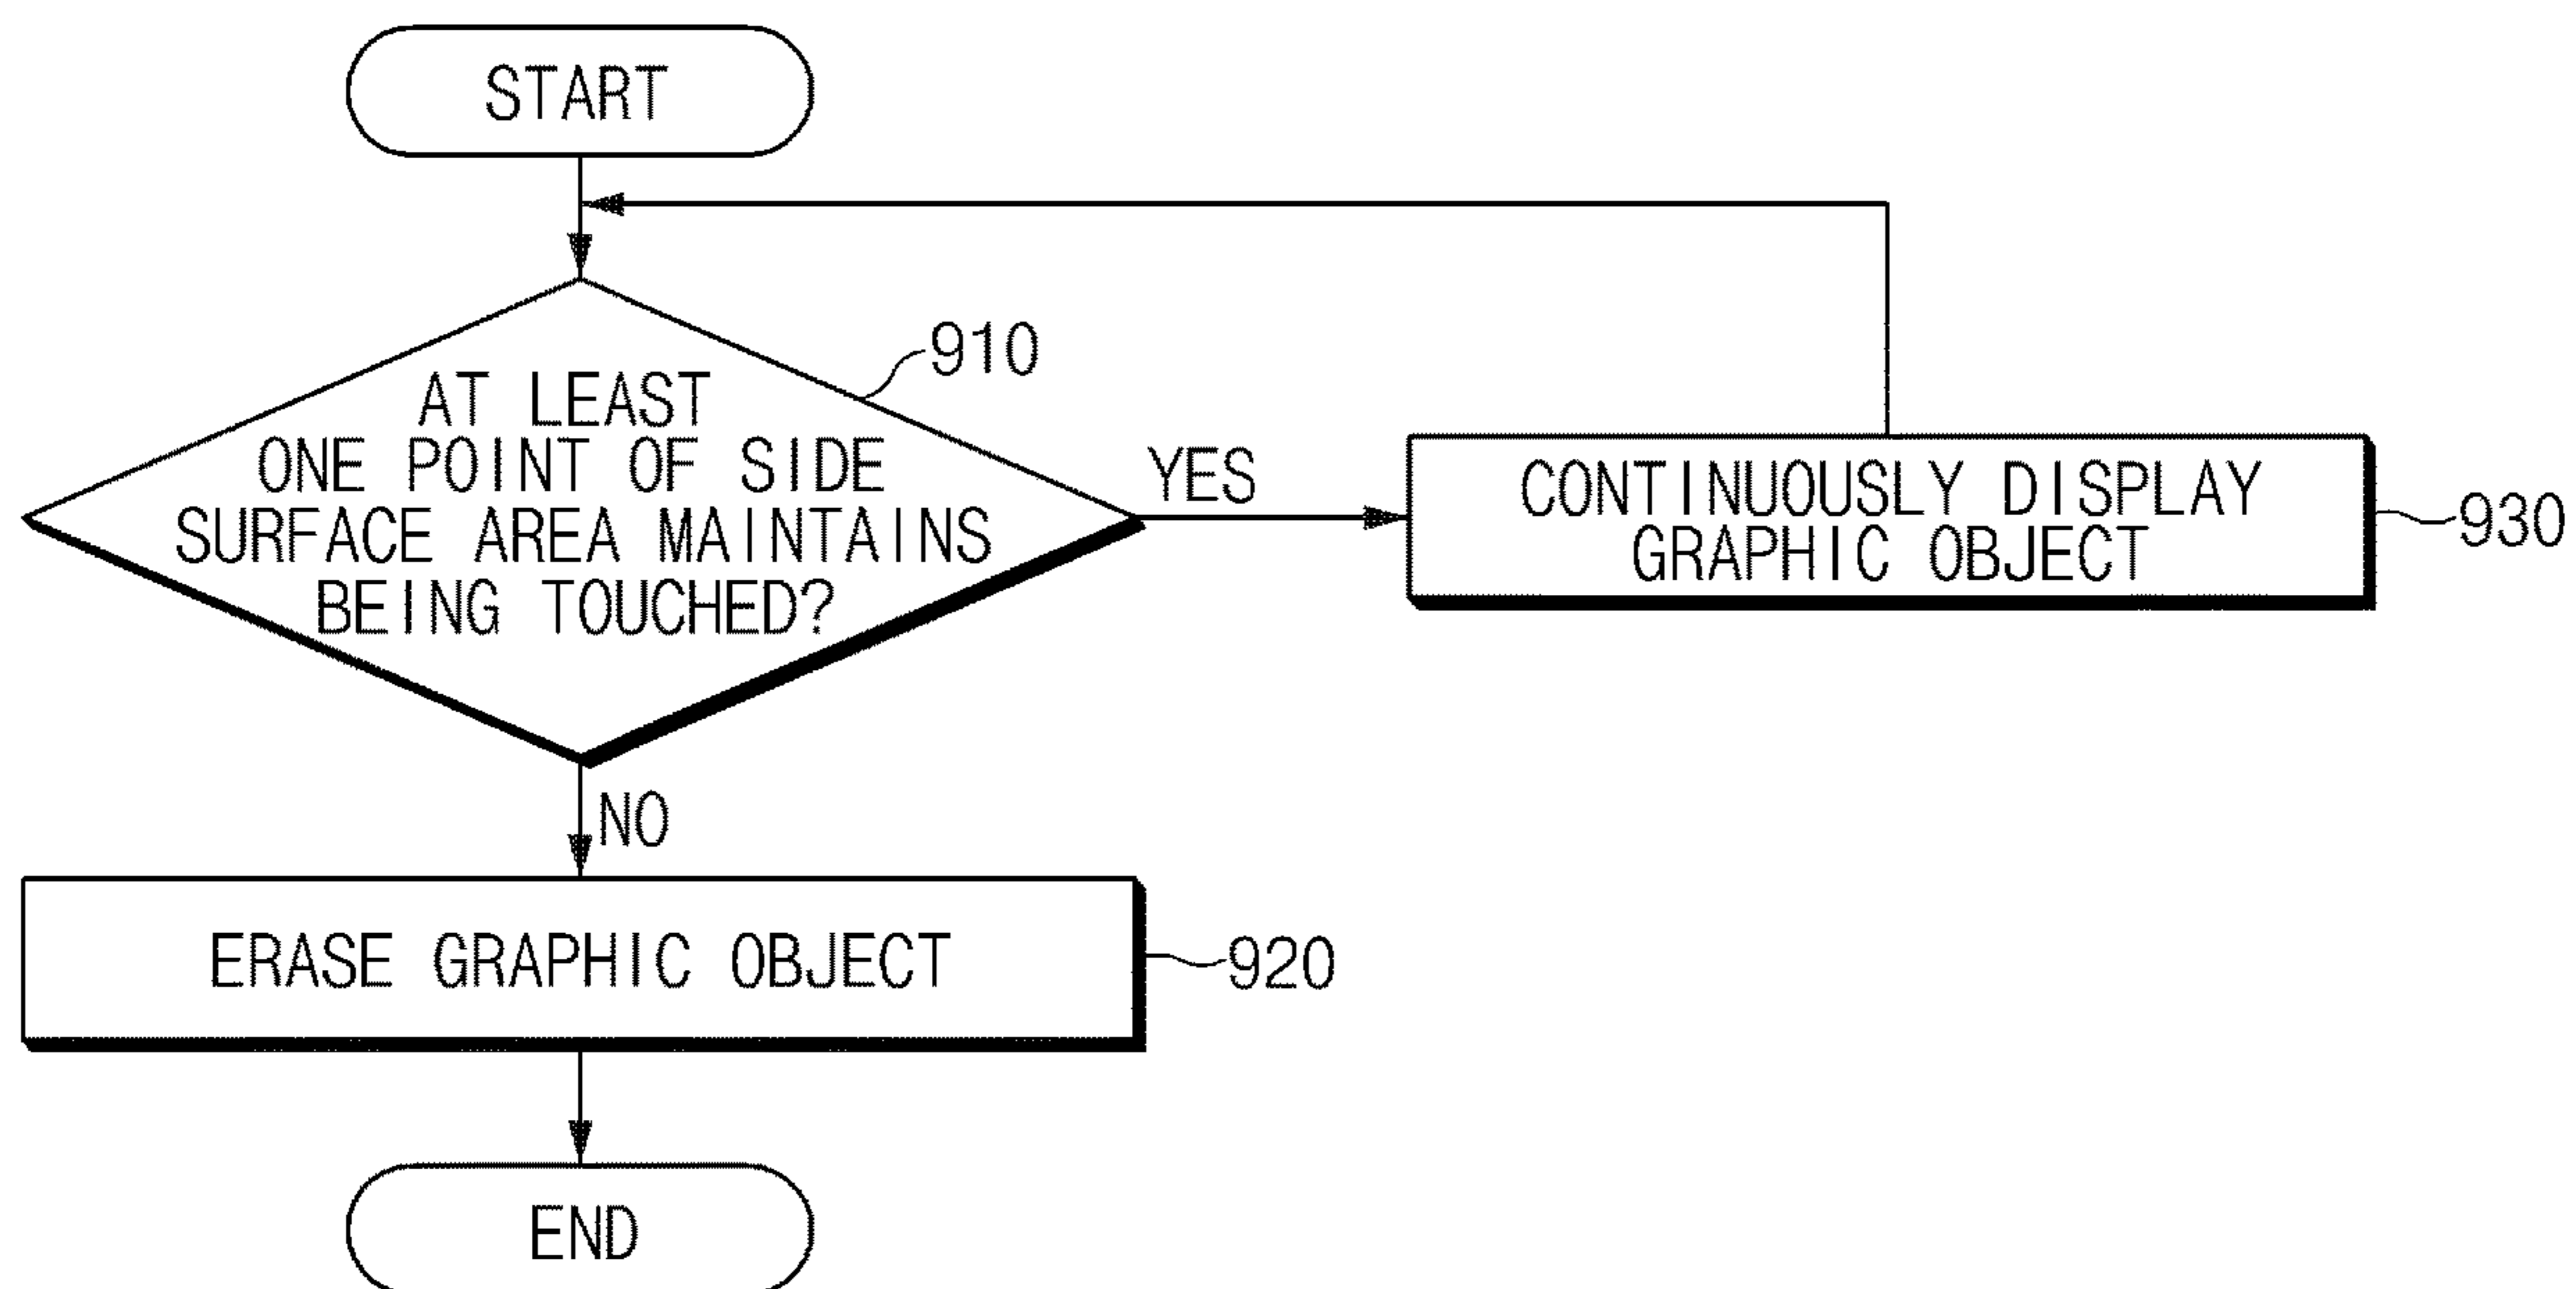 START
910
AT LEAST
ONE POINT OF SIDE
SURFACE AREA MAINTAINS
BEING TOUCHED?
YES
CONTINUOUSLY DISPLAY
GRAPHIC OBJECT
930
NO
ERASE GRAPHIC OBJECT
920
END